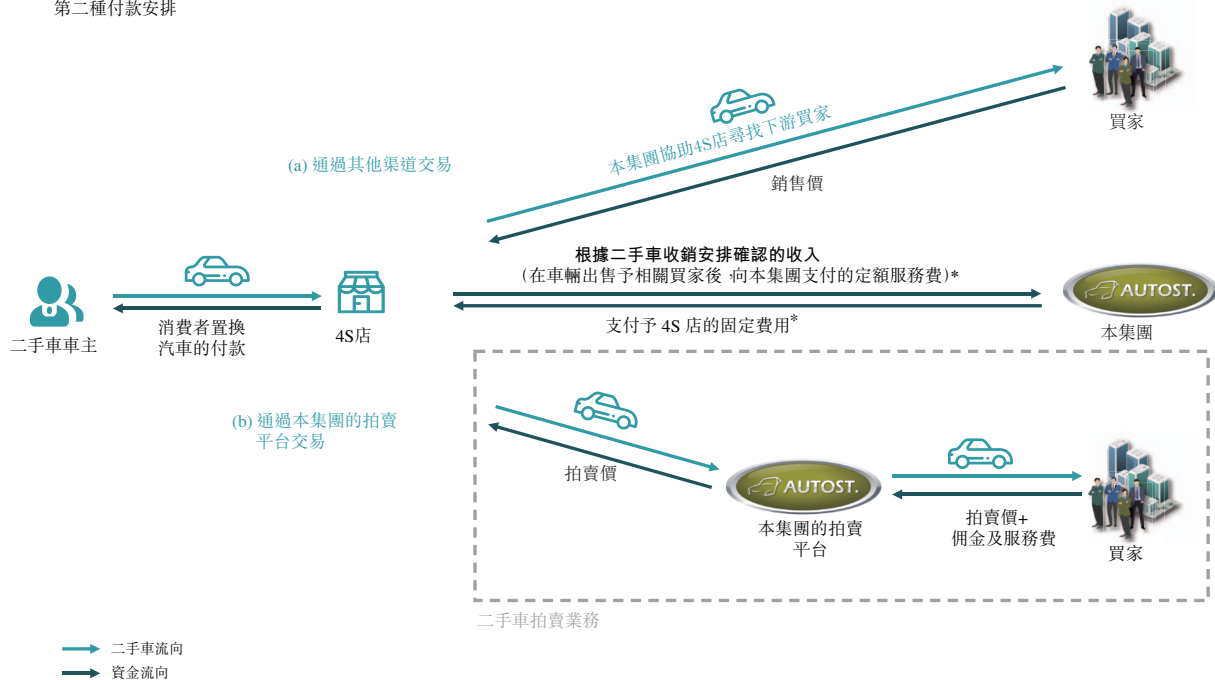 第二種付款安排
買家
本集團協助4S店尋找下游買家
(a) 通過其他渠道交易
銷售價
根據二手車收銷安排確認的收入
(在車輛出售予相關買家後,向本集團支付的定額服務費)*
AUTOST.
消費者置換
汽車的付款
4S店
支付予 4S 店的固定費用*
本集團
二手車車主
(b) 通過本集團的拍賣
平台交易
拍賣價
AUTOST.
本集團的拍賣
平台
拍賣價+
佣金及服務費
買家
二手車拍賣業務
二手車流向
資金流向